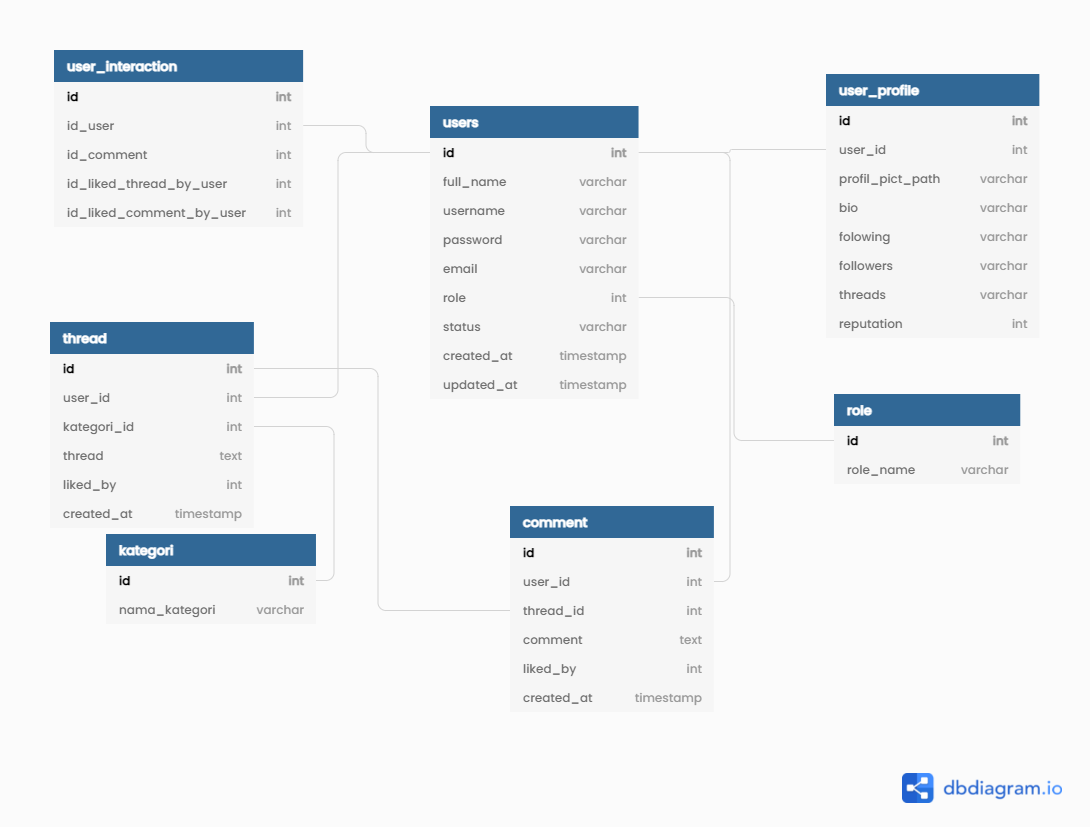 user_interaction
id int
id_user int
id_comment int
id_liked_thread_by_user int
id_liked_comment_by_user int
users
id int
full_name varchar
username varchar
password varchar
email varchar
role int
status varchar
created_at timestamp
updated_at timestamp
user_profile
id int
user_id int
profil_pict_path varchar
bio varchar
folowing varchar
followers varchar
threads varchar
reputation int
thread
id int
user_id int
kategori_id int
thread text
liked_by int
created_at timestamp
role
id int
role_name varchar
kategori
id int
nama_kategori varchar
comment
id int
user_id int
thread_id int
comment text
liked_by int
created_at timestamp
dbdiagram.io